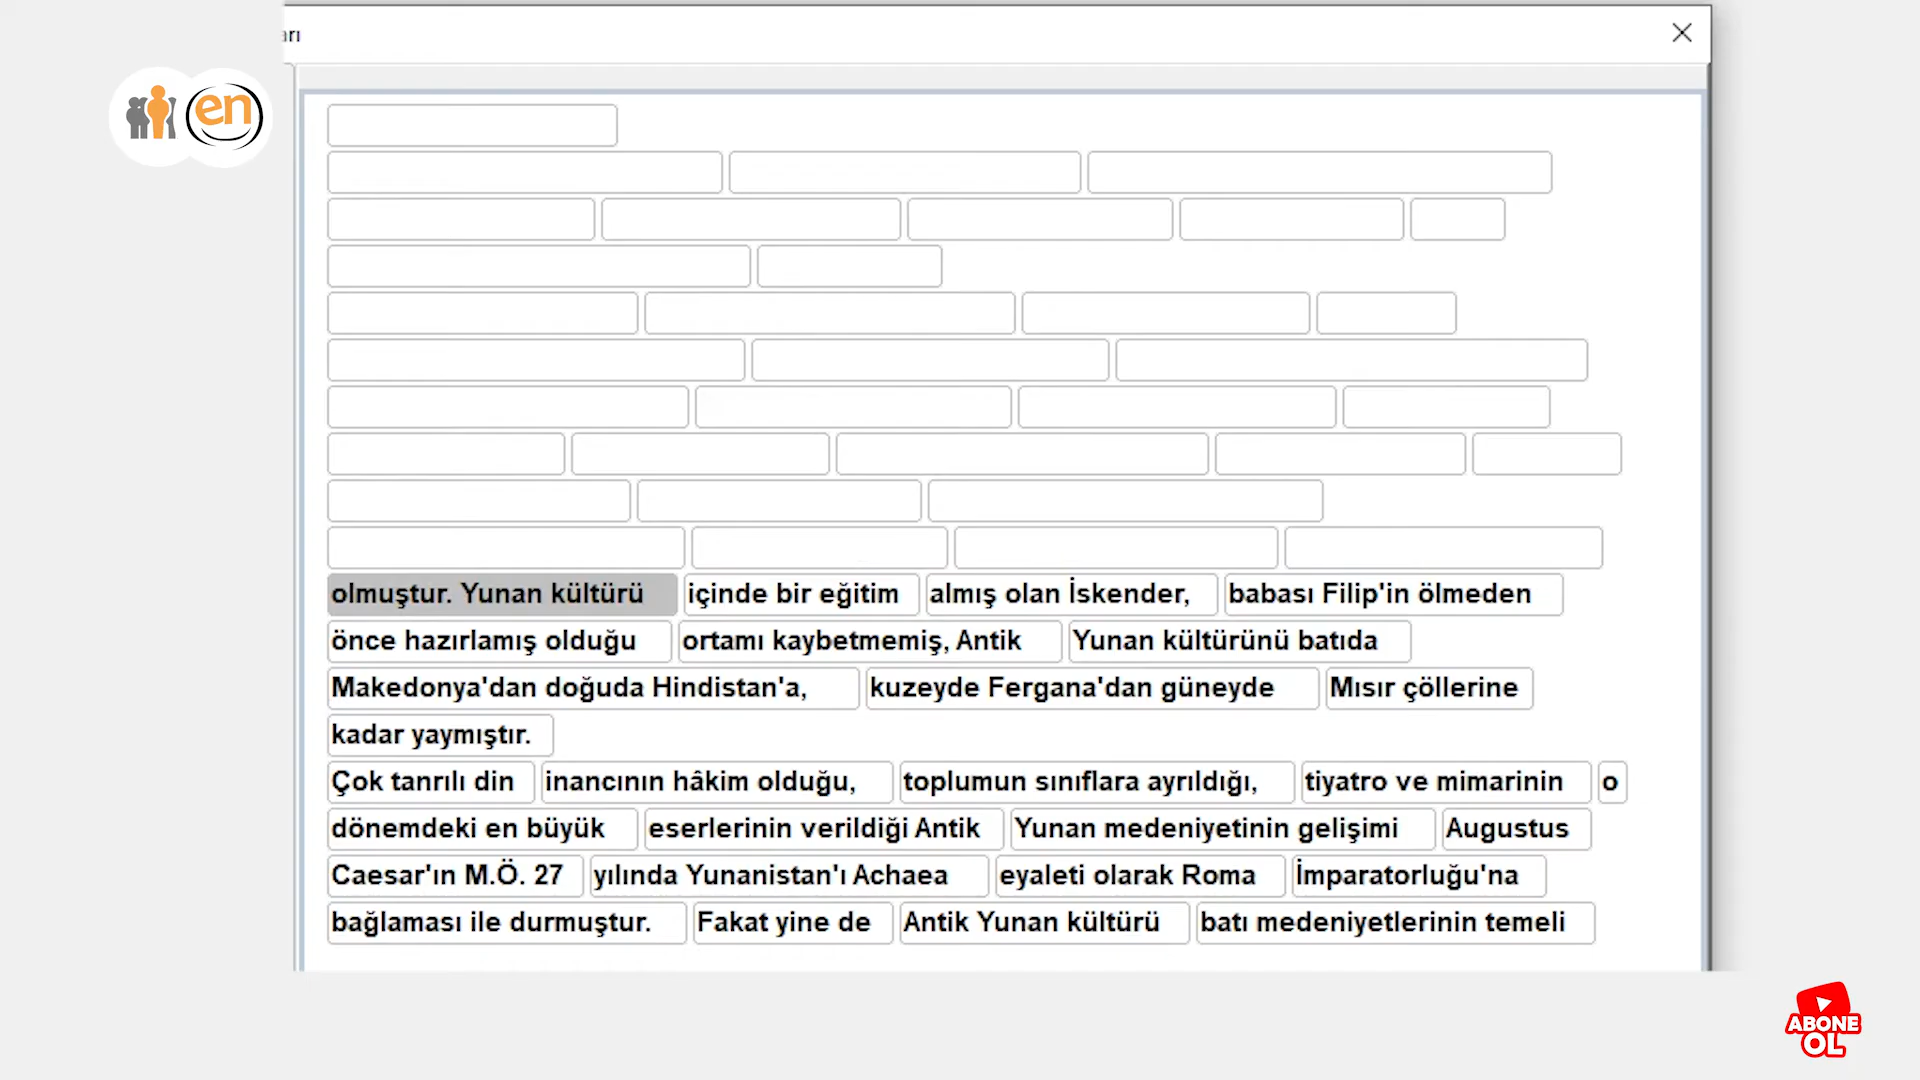 arı
en
olmuştur. Yunan kültürü içinde bir eğitim almış olan İskender, babası Filip'in ölmeden
önce hazırlamış olduğu ortamı kaybetmemiş, Antik Yunan kültürünü batıda
Makedonya'dan doğuda Hindistan'a, kuzeyde Fergana'dan güneyde Mısır çöllerine
kadar yaymıştır.
Çok tanrılı din inancının hâkim olduğu, toplumun sınıflara ayrıldığı, tiyatro ve mimarinin o
dönemdeki en büyük eserlerinin verildiği Antik Yunan medeniyetinin gelişimi Augustus
Caesar'ın M.Ö. 27 yılında Yunanistan'ı Achaea eyaleti olarak Roma İmparatorluğu'na
bağlaması ile durmuştur. Fakat yine de Antik Yunan kültürü batı medeniyetlerinin temeli
ABONE
OL